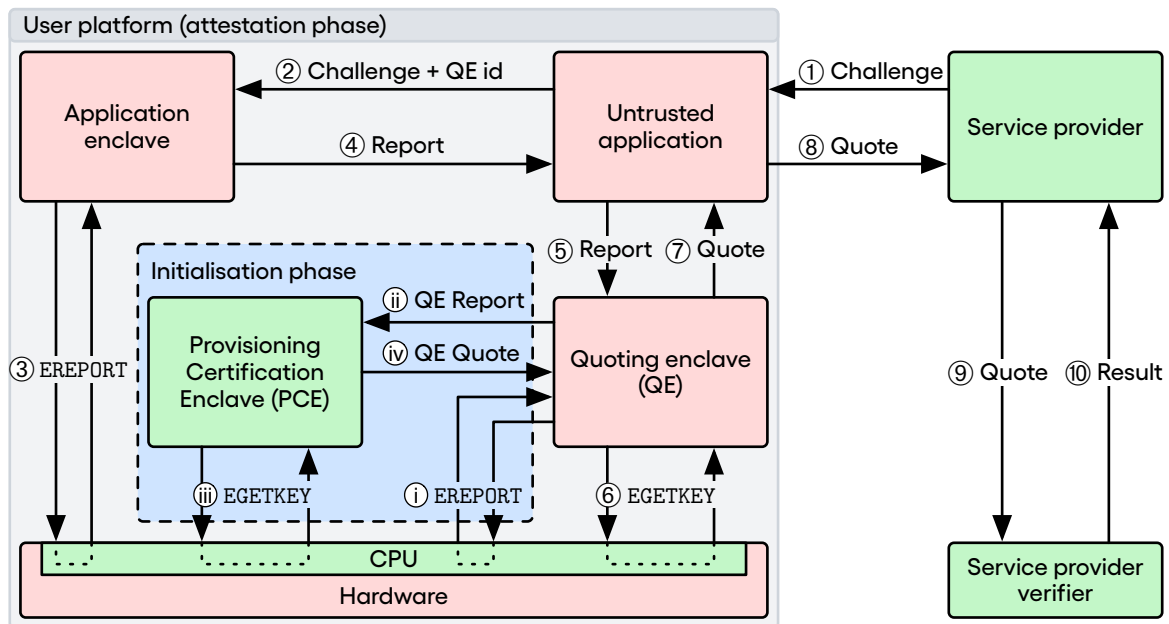 User platform (attestation phase)
② Challenge + QE id
① Challenge
Application
enclave
Untrusted
application
Service provider
④ Report
⑧ Quote
⑤ Report
⑦ Quote
Initialisation phase
ⅱ QE Report
Provisioning
Certification
Enclave (PCE)
ⅳ QE Quote
Quoting enclave
(QE)
③ EREPORT
⑨ Quote
⑩ Result
ⅲ EGETKEY
ⅰ EREPORT
⑥ EGETKEY
CPU
Hardware
Service provider
verifier